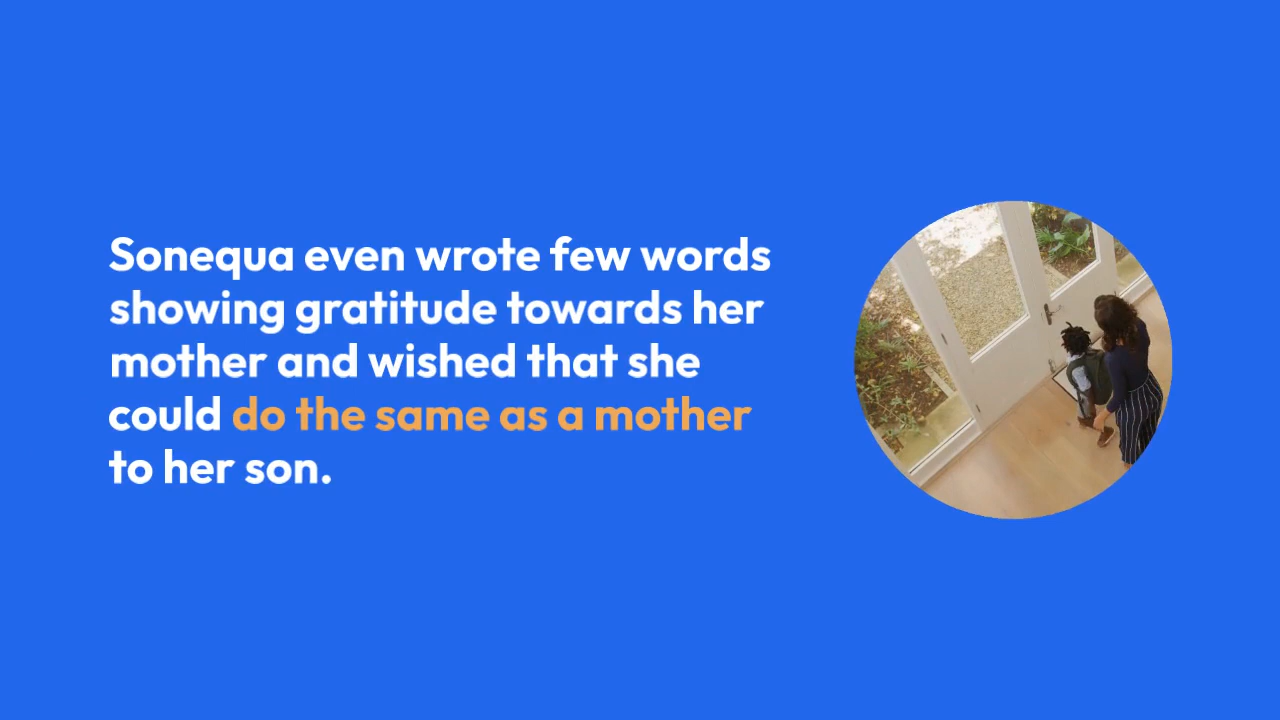 Sonequa even wrote few words
showing gratitude towards her
mother and wished that she
could do the same as a mother
to her son.